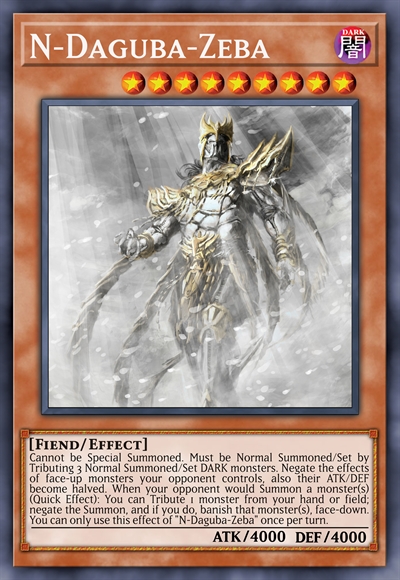 N-Daguba-Zeba
DARK
闇
[Fiend/Effect]
Cannot be Special Summoned. Must be Normal Summoned/Set by
Tributing 3 Normal Summoned/Set DARK monsters. Negate the effects
of face-up monsters your opponent controls, also their ATK/DEF
become halved. When your opponent would Summon a monster(s)
(Quick Effect): You can Tribute 1 monster from your hand or field;
negate the Summon, and if you do, banish that monster(s), face-down.
You can only use this effect of "N-Daguba-Zeba" once per turn.
ATK/4000 DEF/4000